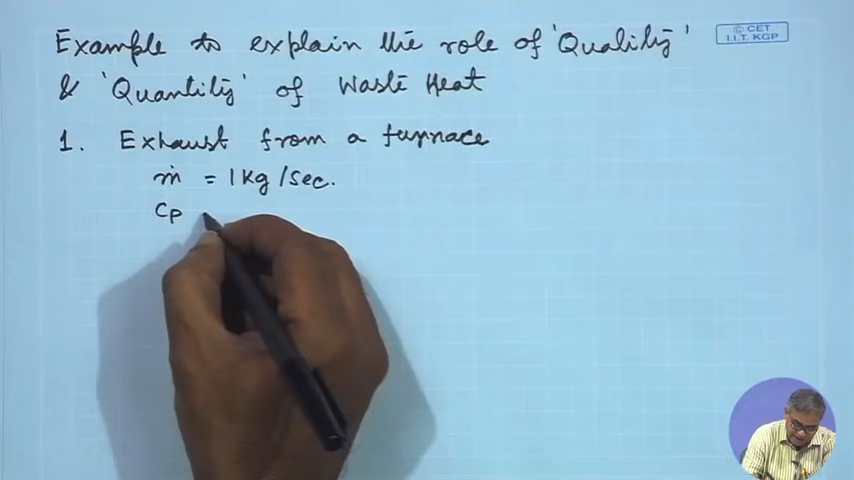 Example to explain the role of 'Quality'
& 'Quantity' of Waste Heat
© CET
I.I.T. KGP
1. Exhaust from a furnace
ṁ = 1 kg/sec.
Cp